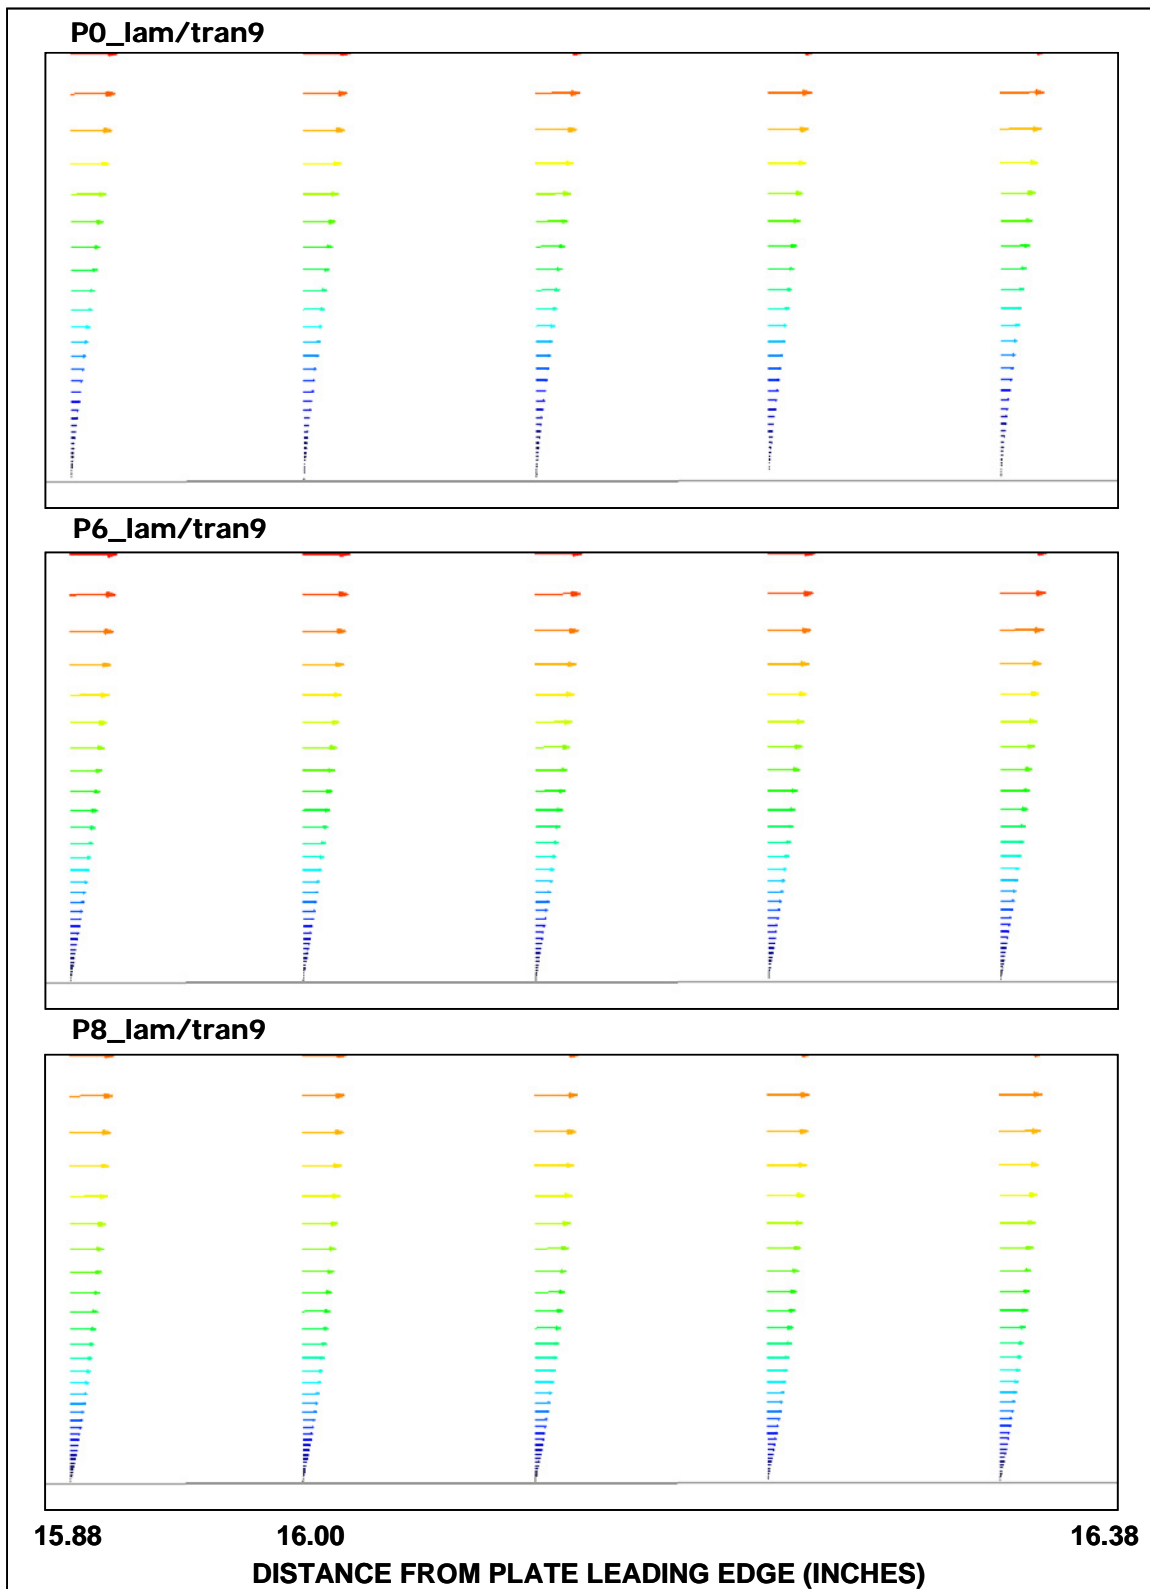 P0_lam/tran9
P6_lam/tran9
P8_lam/tran9
15.88 16.00 16.38
DISTANCE FROM PLATE LEADING EDGE (INCHES)